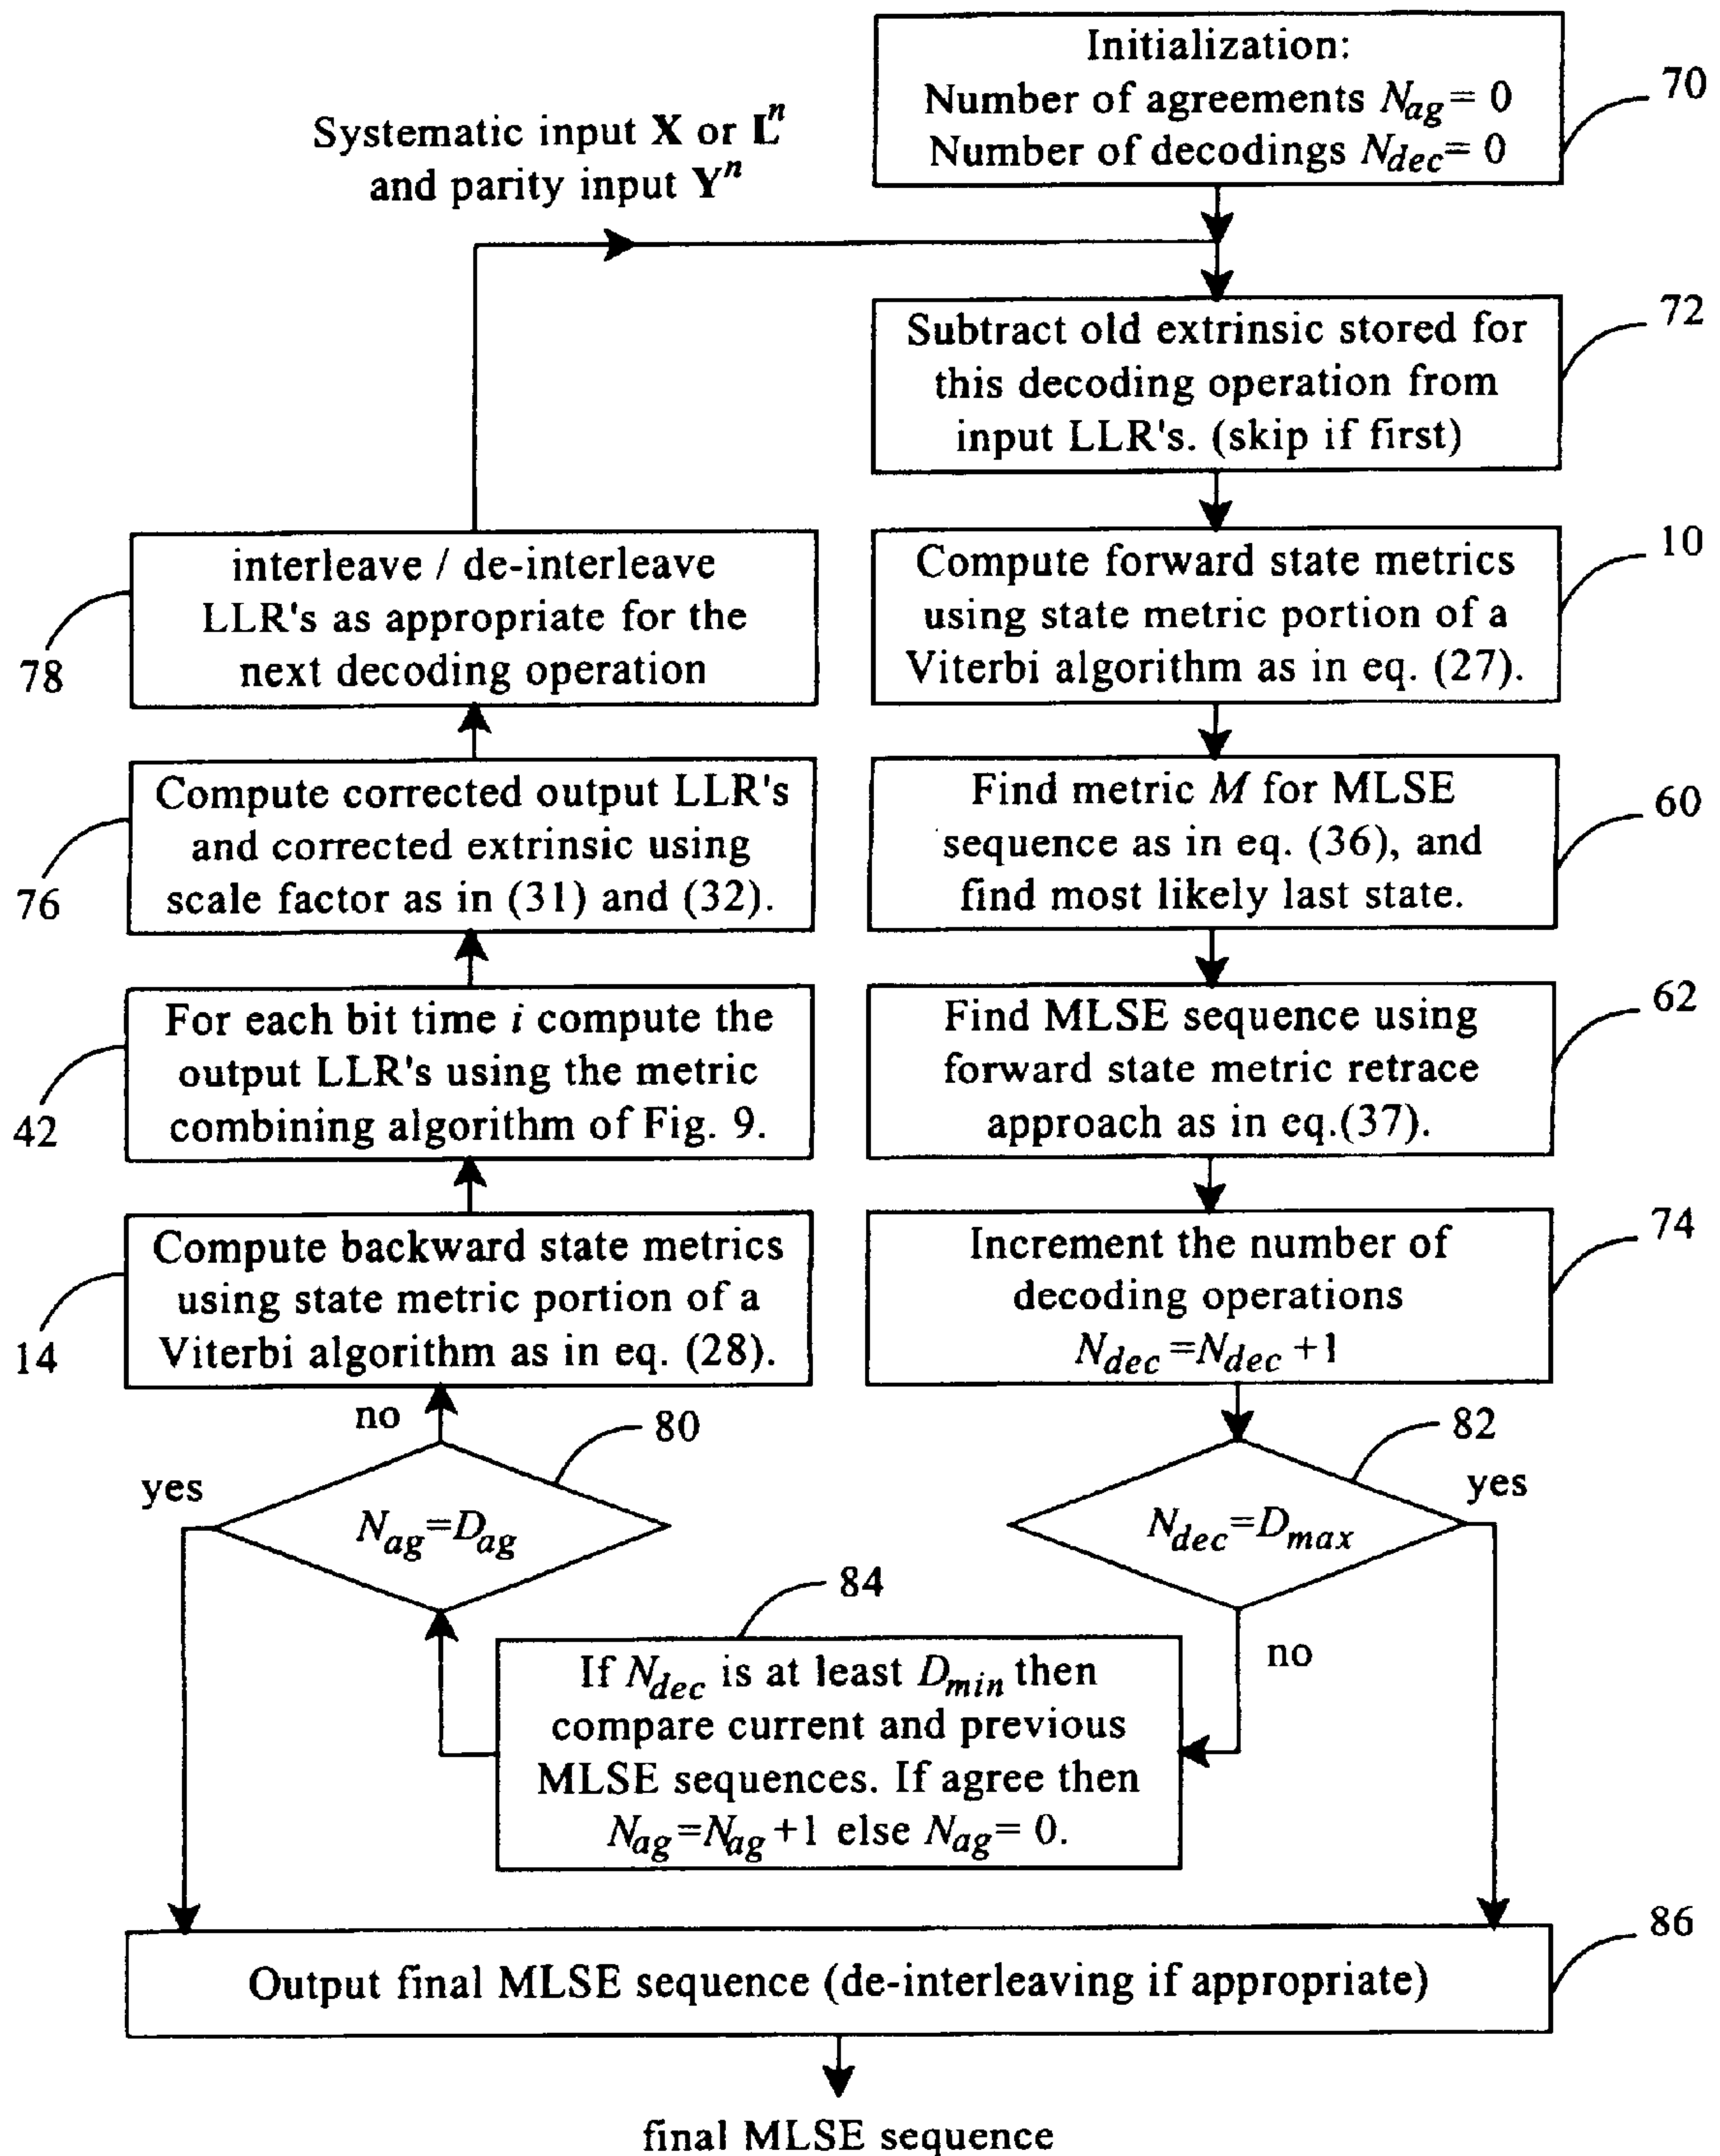 Initialization:
Number of agreements N_ag = 0
Number of decodings N_dec = 0
70
Systematic input X or L^n
and parity input Y^n
Subtract old extrinsic stored for
this decoding operation from
input LLR's. (skip if first)
72
Compute forward state metrics
using state metric portion of a
Viterbi algorithm as in eq. (27).
10
Find metric M for MLSE
sequence as in eq. (36), and
find most likely last state.
60
Find MLSE sequence using
forward state metric retrace
approach as in eq.(37).
62
Increment the number of
decoding operations
N_dec = N_dec + 1
74
N_dec = D_max
82
yes
no
If N_dec is at least D_min then
compare current and previous
MLSE sequences. If agree then
N_ag = N_ag + 1 else N_ag = 0.
84
N_ag = D_ag
80
yes
no
Compute backward state metrics
using state metric portion of a
Viterbi algorithm as in eq. (28).
14
For each bit time i compute the
output LLR's using the metric
combining algorithm of Fig. 9.
42
Compute corrected output LLR's
and corrected extrinsic using
scale factor as in (31) and (32).
76
interleave / de-interleave
LLR's as appropriate for the
next decoding operation
78
Output final MLSE sequence (de-interleaving if appropriate)
86
final MLSE sequence